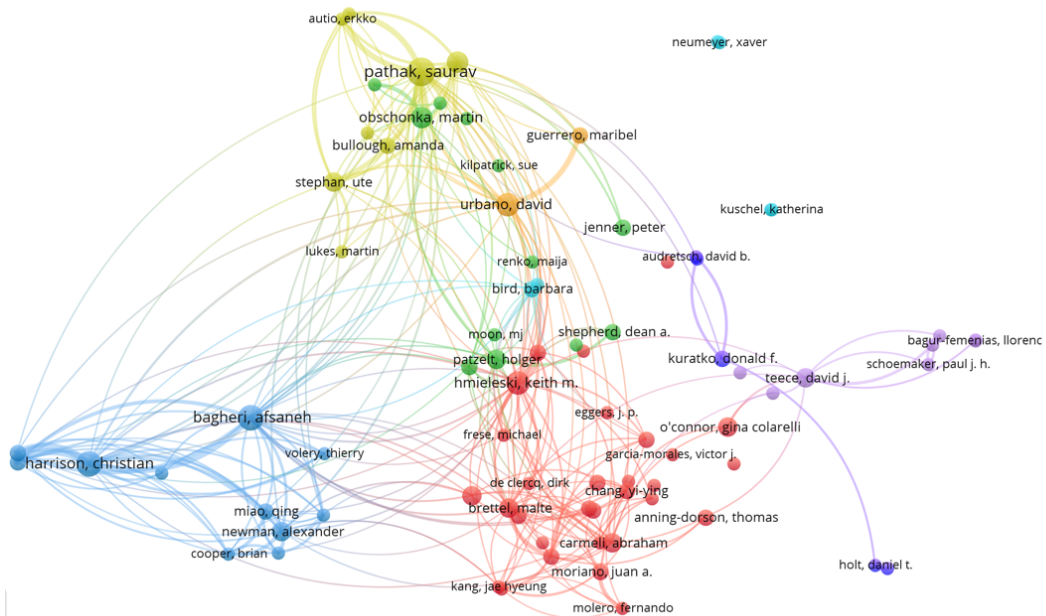 autio, erkko
neumeyer, xaver
pathak, saurav
obschonka, martin
guerrero, maribel
bullough, amanda
kilpatrick, sue
stephan, ute
urbano, david
kuschel, katherina
jenner, peter
lukes, martin
audretsch, david b.
renko, maija
bird, barbara
moon, mj
shepherd, dean a.
bagur-femenias, llorenc
patzelt, holger
kuratko, donald f.
schoemaker, paul j. h.
teece, david j.
hmieleski, keith m.
bagheri, afsaneh
eggers, j. p.
o'connor, gina colarelli
frese, michael
volery, thierry
garcia-morales, victor j.
harrison, christian
de clercq, dirk
chang, yi-ying
miao, qing
brettel, malte
anning-dorson, thomas
newman, alexander
carmeli, abraham
cooper, brian
holt, daniel t.
moriano, juan a.
kang, jae hyeung
molero, fernando